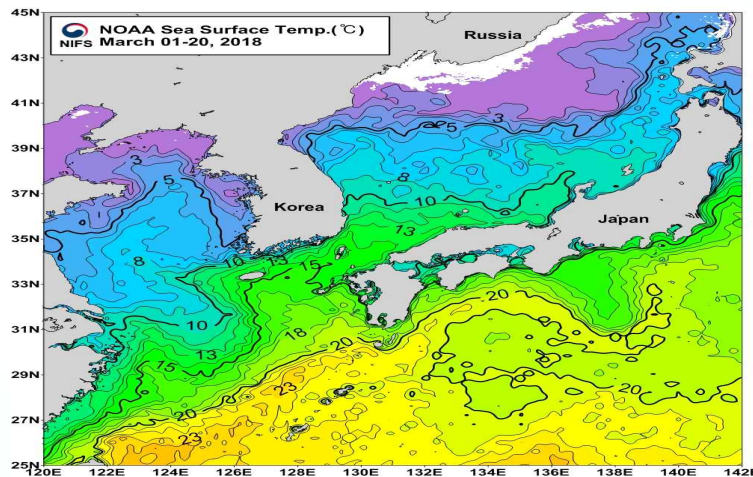 NOAA Sea Surface Temp.(℃)
NIFS March 01-20, 2018
Russia
Korea
Japan
45N
43N
41N
39N
37N
35N
33N
31N
29N
27N
25N
120E 122E 124E 126E 128E 130E 132E 134E 136E 138E 140E 142E
3
5
3
5
8
10
13
8
10
13
15
10
13
15
18
20
20
20
23
20
23